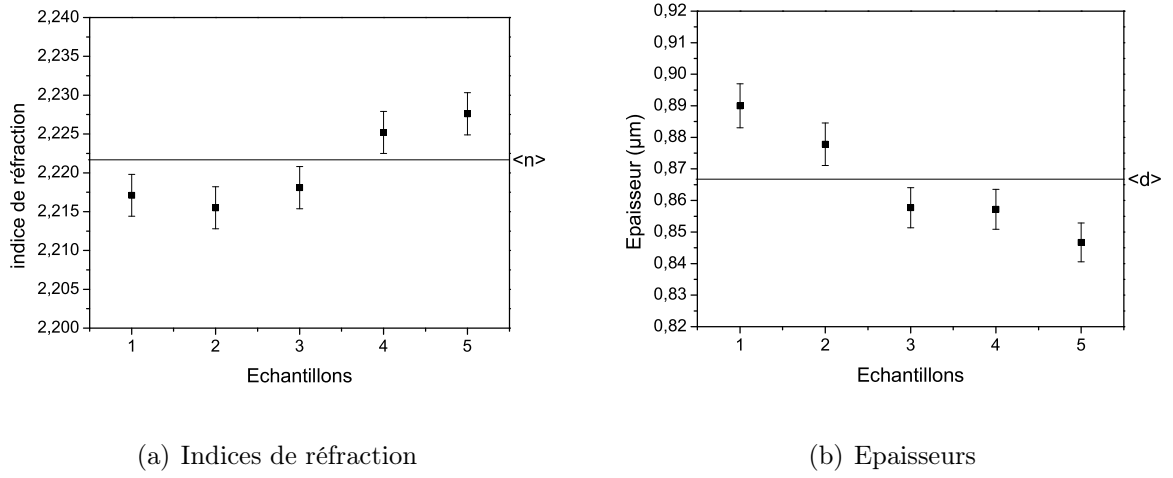 2,240
2,235
2,230
2,225
2,220
2,215
2,210
2,205
2,200
indice de réfraction
<n>
1 2 3 4 5
Echantillons
(a) Indices de réfraction
0,92
0,91
0,90
0,89
0,88
0,87
0,86
0,85
0,84
0,83
0,82
Epaisseur (µm)
<d>
1 2 3 4 5
Echantillons
(b) Epaisseurs